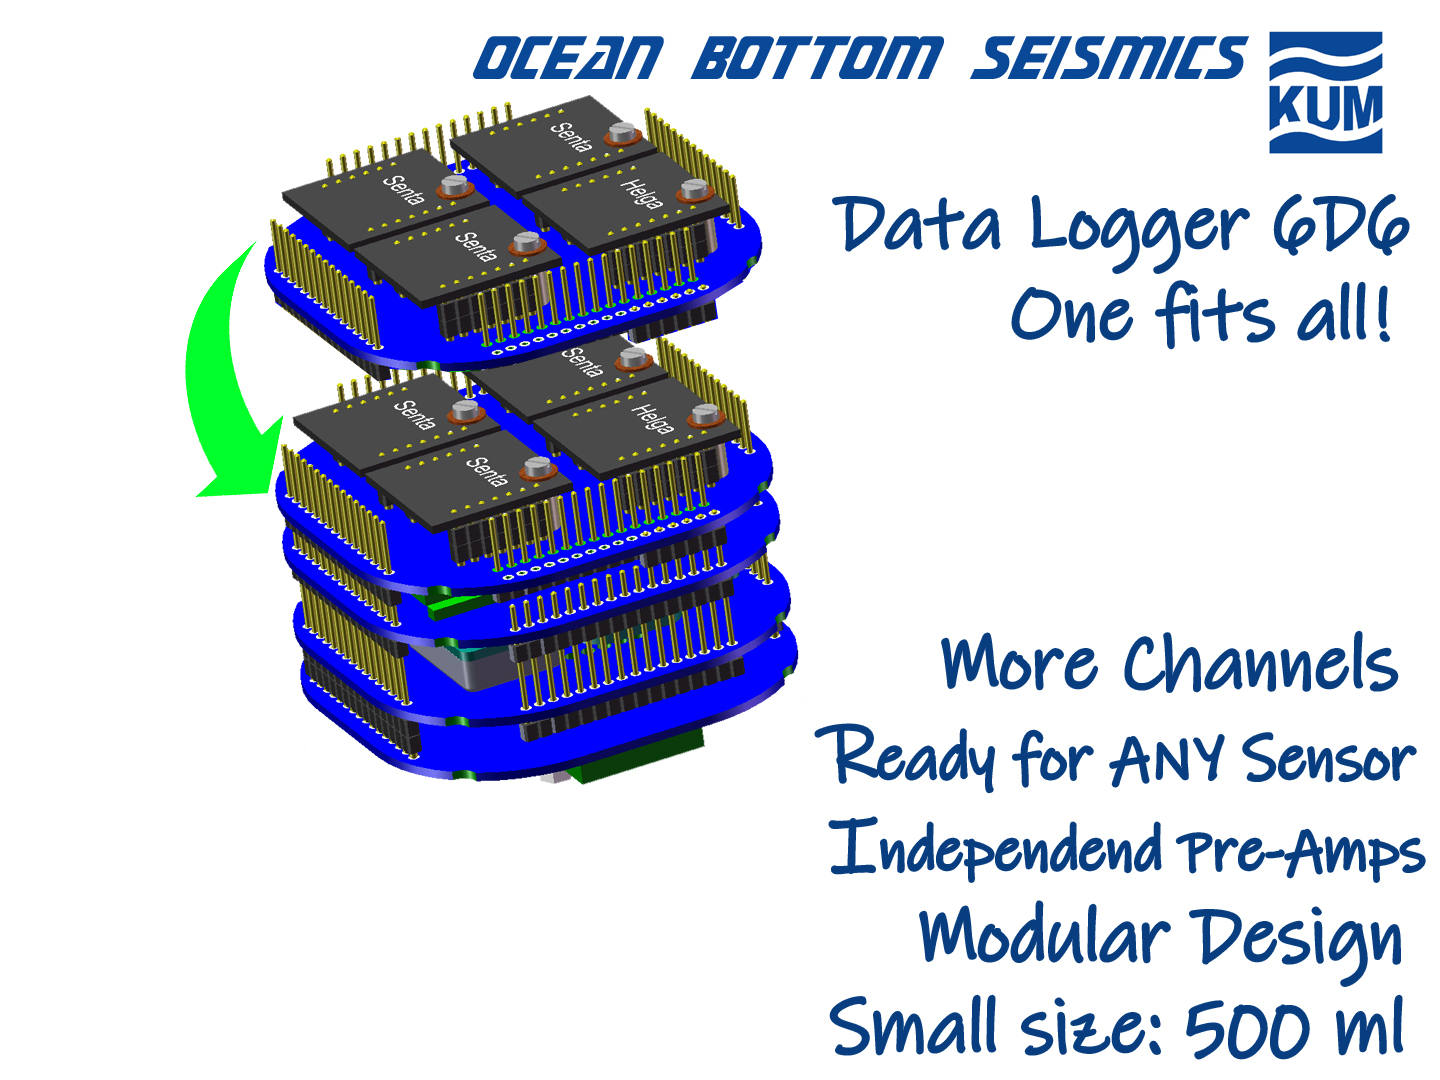 OCEAN BOTTOM SEISMICS
KUM
Data Logger 6D6
One fits all!
Senta
Senta
Helga
Senta
Senta
Senta
Helga
Senta
More Channels
Ready for ANY Sensor
Independend Pre-Amps
Modular Design
Small size: 500 ml